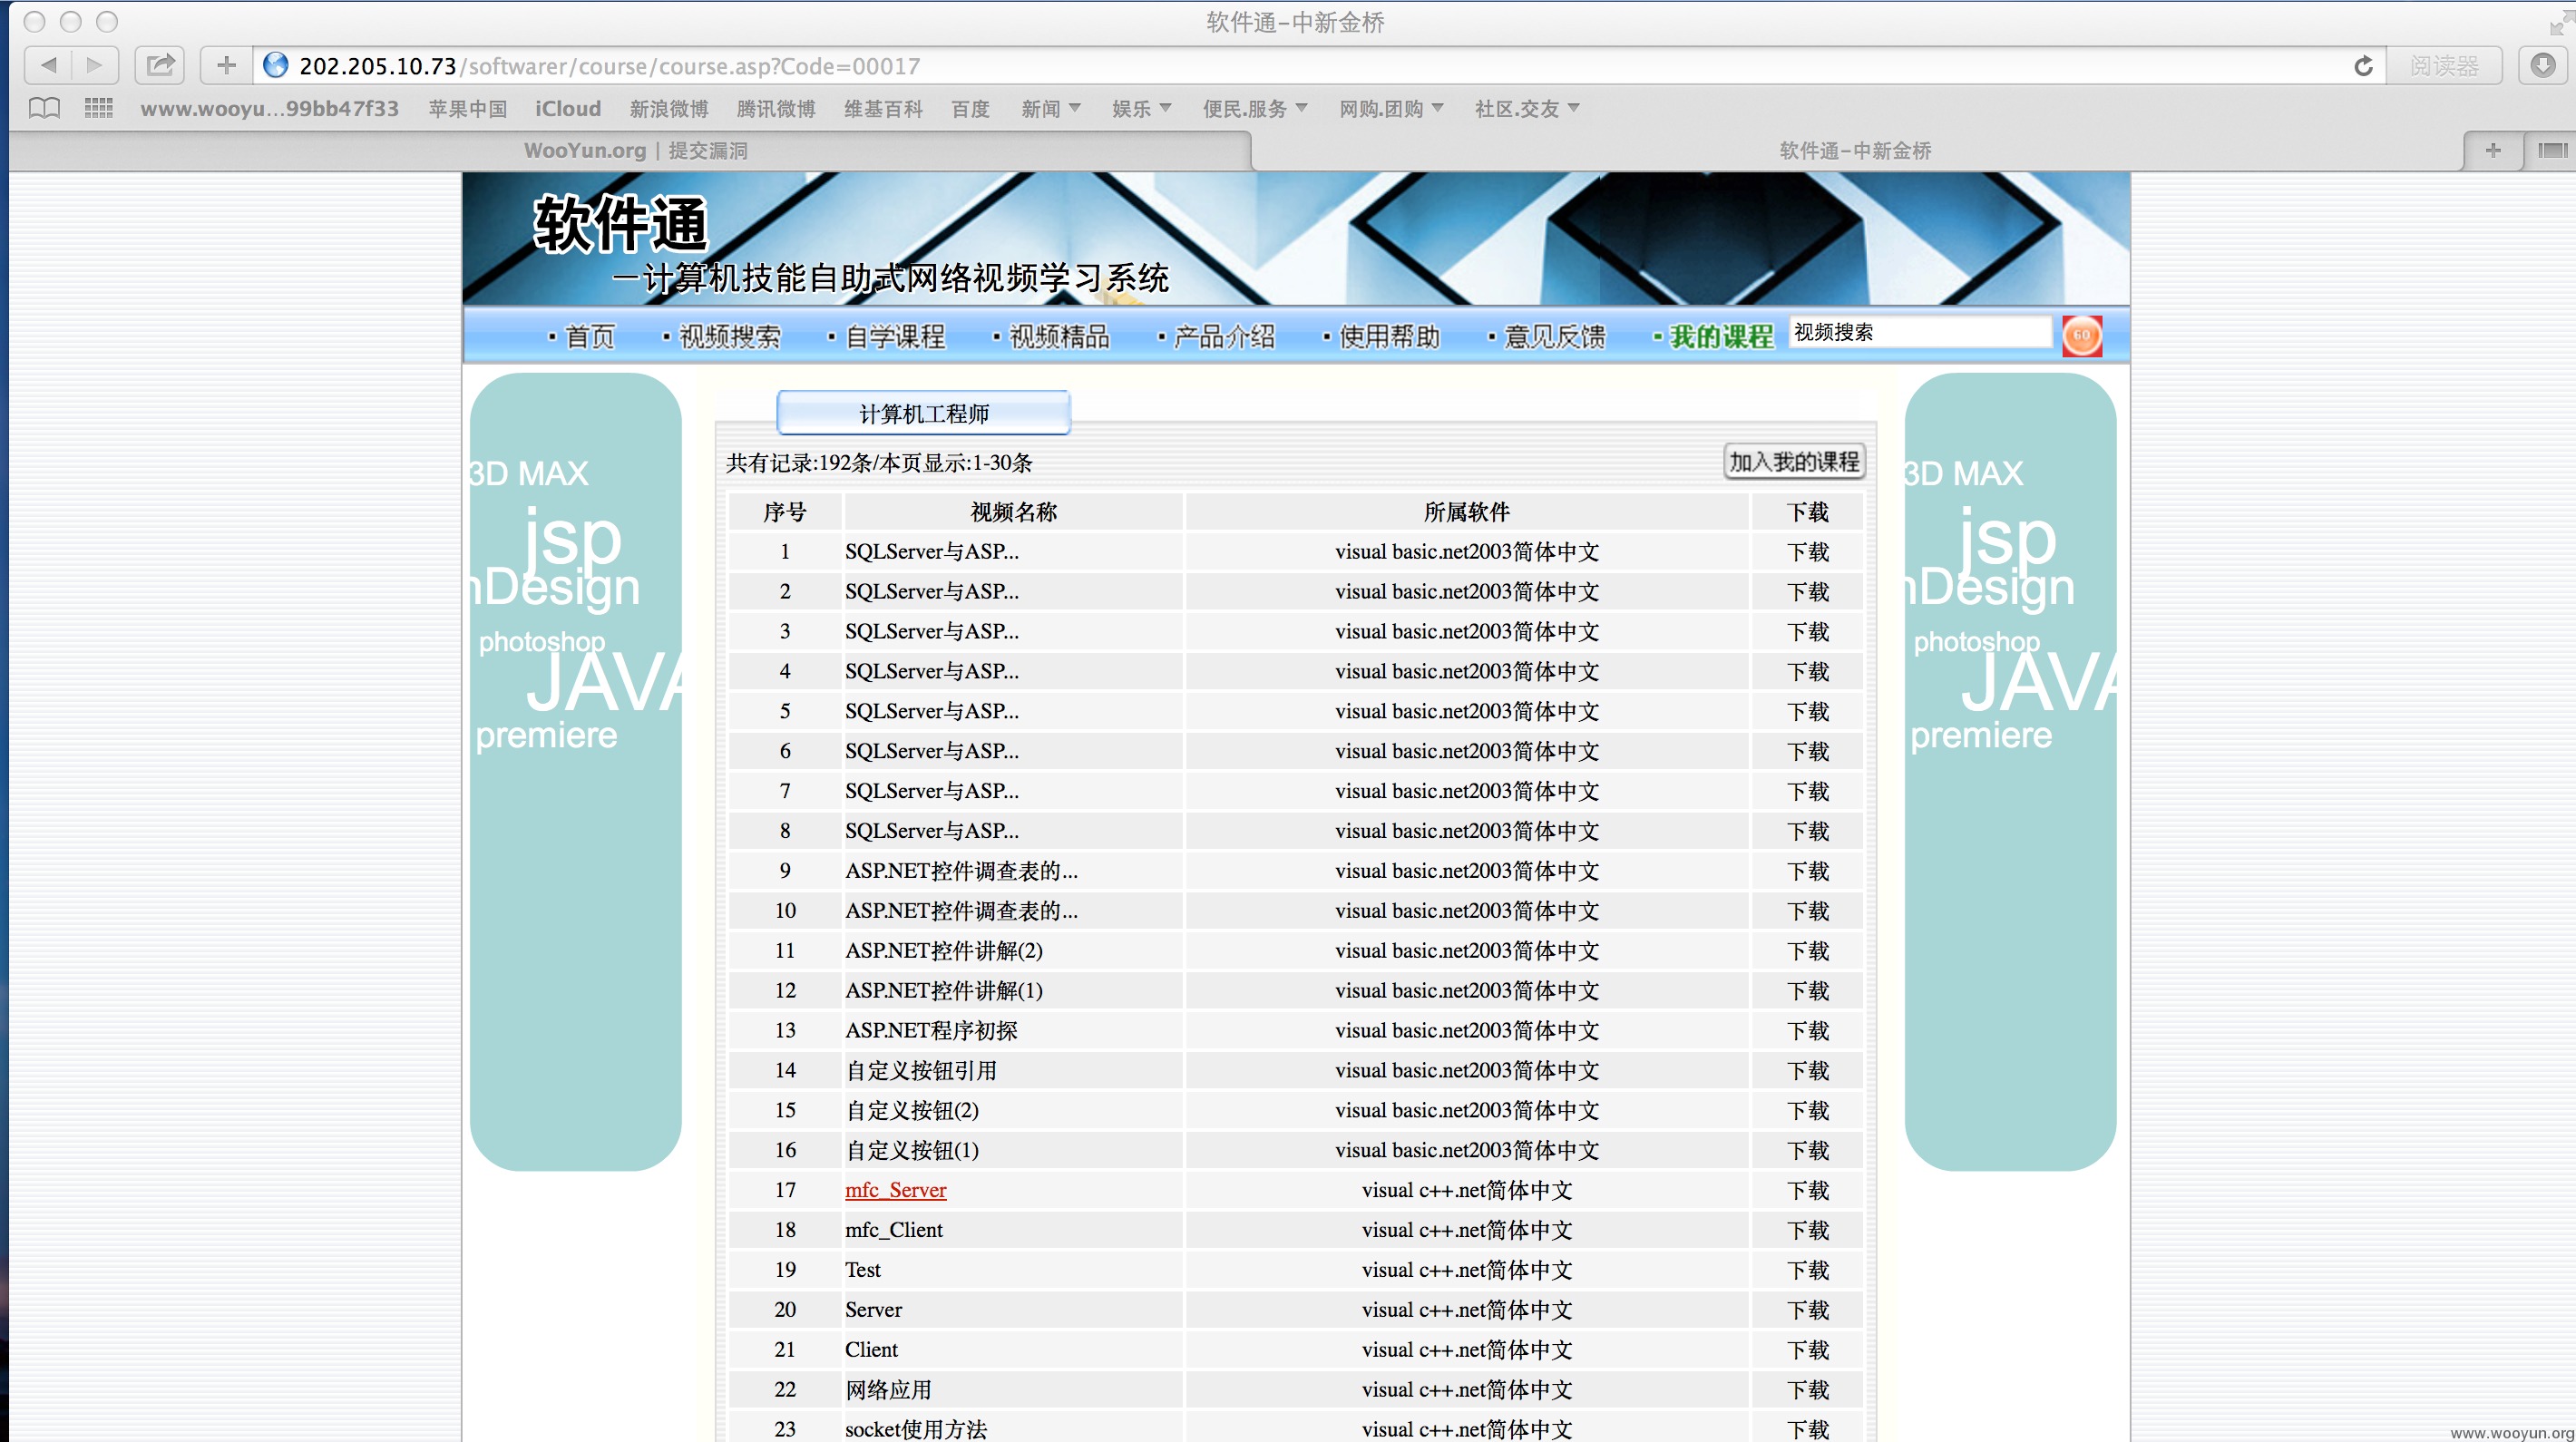 软件通-中新金桥
202.205.10.73/softwarer/course/course.asp?Code=00017
阅读器
www.wooyu...99bb47f33 苹果中国 iCloud 新浪微博 腾讯微博 维基百科 百度 新闻 娱乐 便民.服务 网购.团购 社区.交友
WooYun.org | 提交漏洞 软件通-中新金桥
软件通
—计算机技能自助式网络视频学习系统
·首页 ·视频搜索 ·自学课程 ·视频精品 ·产品介绍 ·使用帮助 ·意见反馈 ·我的课程 视频搜索 GO
计算机工程师
共有记录:192条/本页显示:1-30条 加入我的课程
序号 视频名称 所属软件 下载
1 SQLServer与ASP... visual basic.net2003简体中文 下载
2 SQLServer与ASP... visual basic.net2003简体中文 下载
3 SQLServer与ASP... visual basic.net2003简体中文 下载
4 SQLServer与ASP... visual basic.net2003简体中文 下载
5 SQLServer与ASP... visual basic.net2003简体中文 下载
6 SQLServer与ASP... visual basic.net2003简体中文 下载
7 SQLServer与ASP... visual basic.net2003简体中文 下载
8 SQLServer与ASP... visual basic.net2003简体中文 下载
9 ASP.NET控件调查表的... visual basic.net2003简体中文 下载
10 ASP.NET控件调查表的... visual basic.net2003简体中文 下载
11 ASP.NET控件讲解(2) visual basic.net2003简体中文 下载
12 ASP.NET控件讲解(1) visual basic.net2003简体中文 下载
13 ASP.NET程序初探 visual basic.net2003简体中文 下载
14 自定义按钮引用 visual basic.net2003简体中文 下载
15 自定义按钮(2) visual basic.net2003简体中文 下载
16 自定义按钮(1) visual basic.net2003简体中文 下载
17 mfc_Server visual c++.net简体中文 下载
18 mfc_Client visual c++.net简体中文 下载
19 Test visual c++.net简体中文 下载
20 Server visual c++.net简体中文 下载
21 Client visual c++.net简体中文 下载
22 网络应用 visual c++.net简体中文 下载
23 socket使用方法 visual c++.net简体中文 下载
3D MAX
jsp
nDesign
photoshop
JAVA
premiere
3D MAX
jsp
nDesign
photoshop
JAVA
premiere
www.wooyun.org